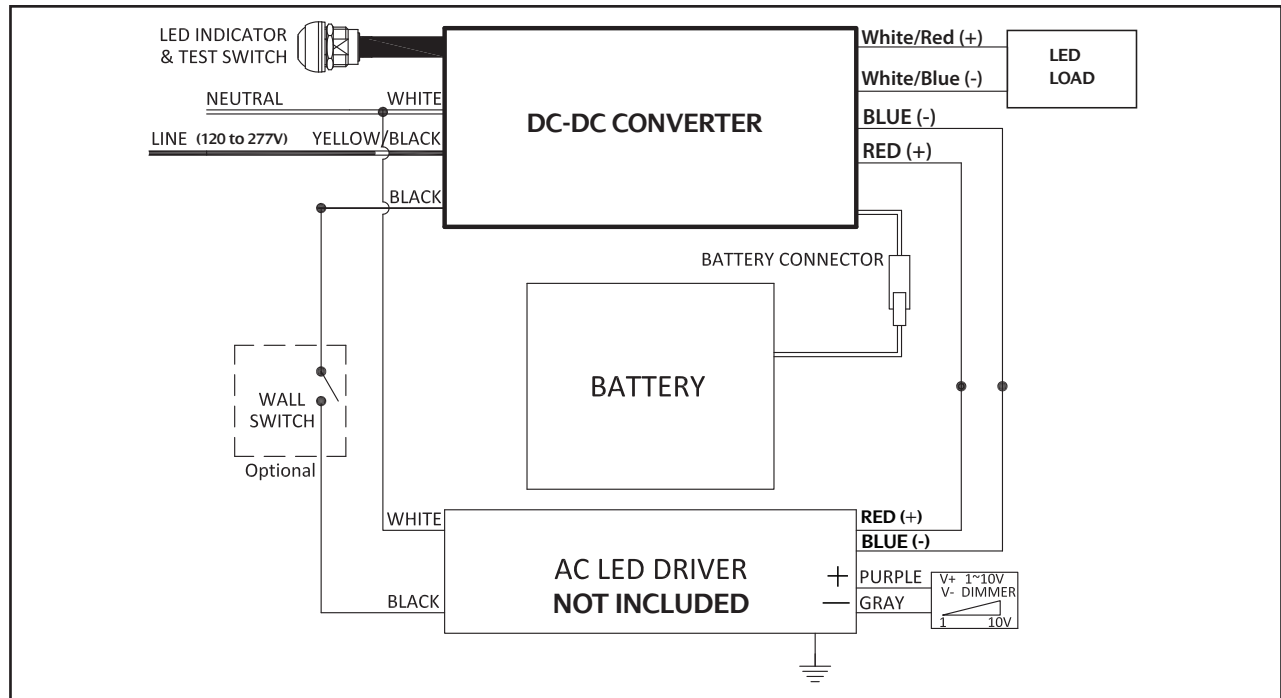 LED INDICATOR
& TEST SWITCH
White/Red (+)
LED
LOAD
White/Blue (-)
NEUTRAL
WHITE
DC-DC CONVERTER
BLUE (-)
LINE (120 to 277V)
YELLOW/BLACK
RED (+)
BLACK
BATTERY CONNECTOR
BATTERY
WALL
SWITCH
Optional
WHITE
RED (+)
BLUE (-)
AC LED DRIVER
NOT INCLUDED
+
PURPLE
—
GRAY
V+ 1~10V
V- DIMMER
1 10V
BLACK